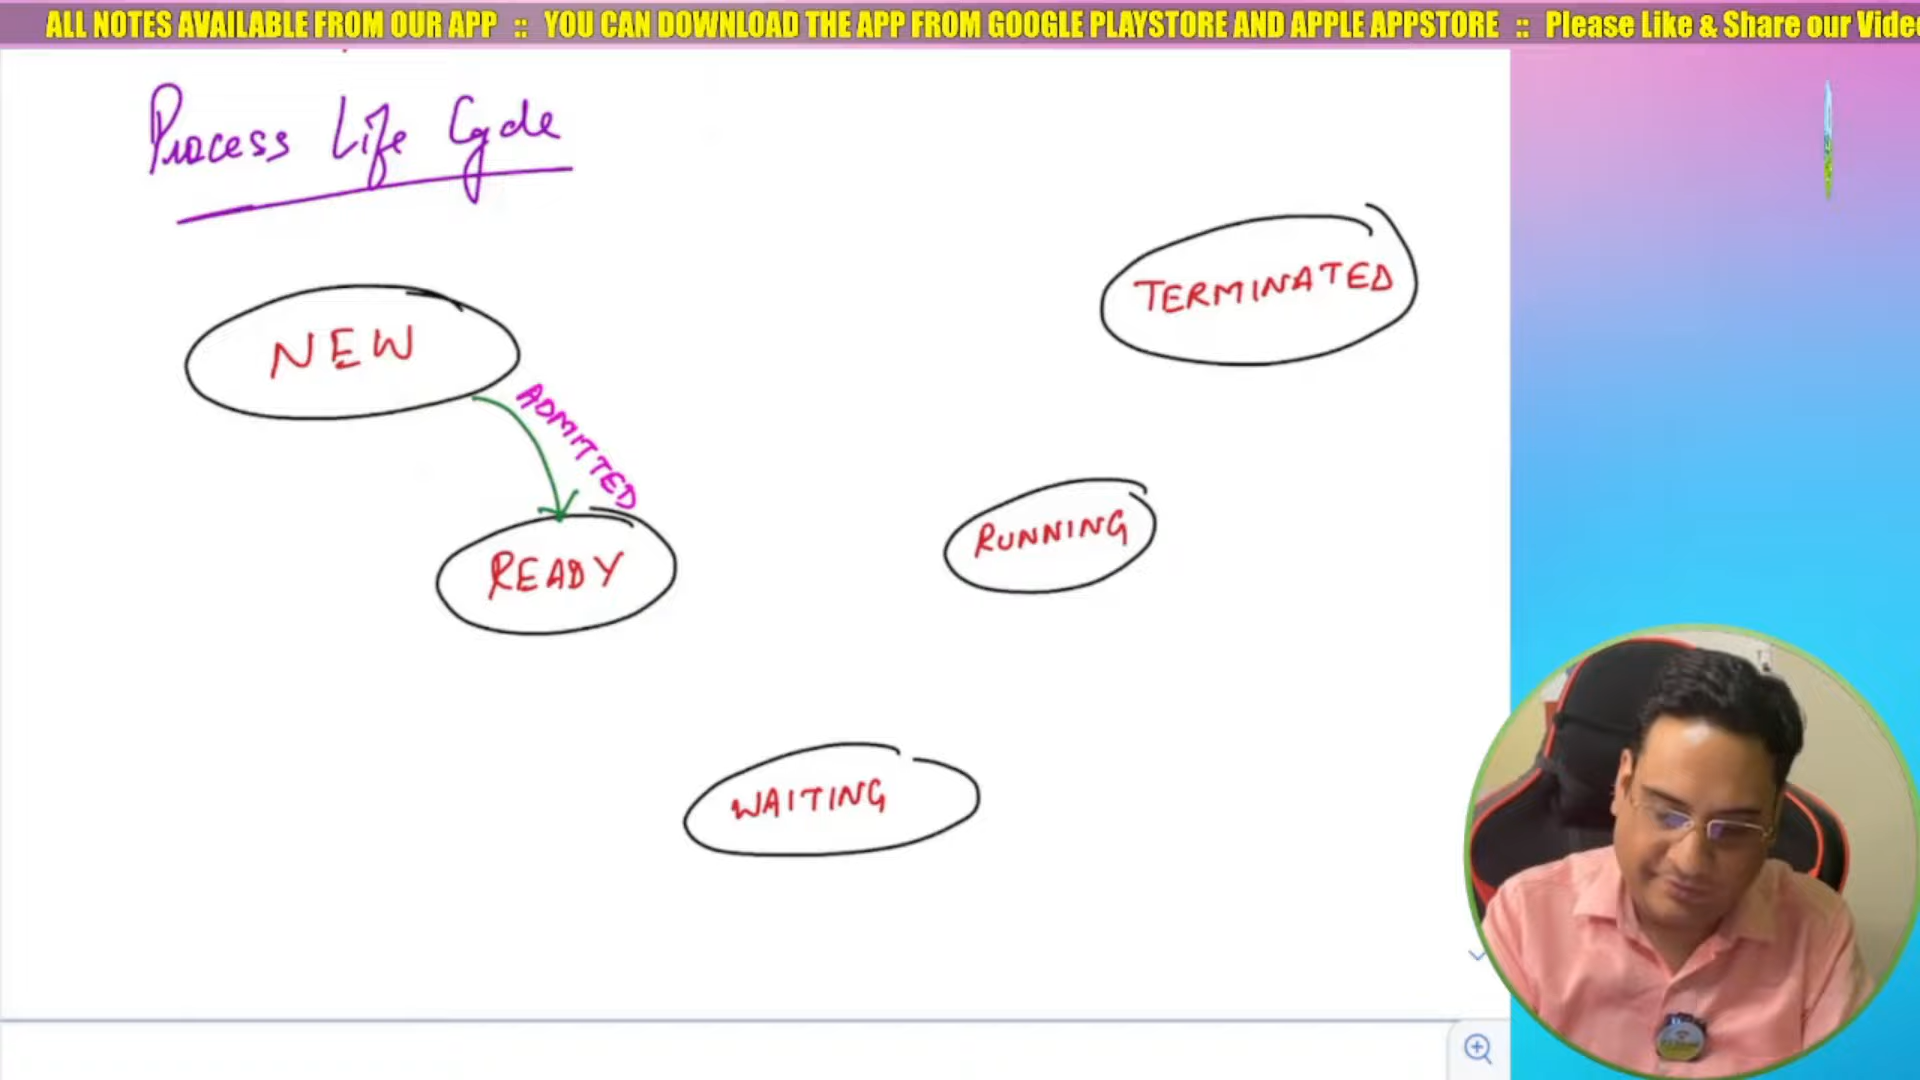 ALL NOTES AVAILABLE FROM OUR APP :: YOU CAN DOWNLOAD THE APP FROM GOOGLE PLAYSTORE AND APPLE APPSTORE :: Please Like & Share our Vide
Process Life Cycle
TERMINATED
NEW
ADMITTED
RUNNING
READY
WAITING